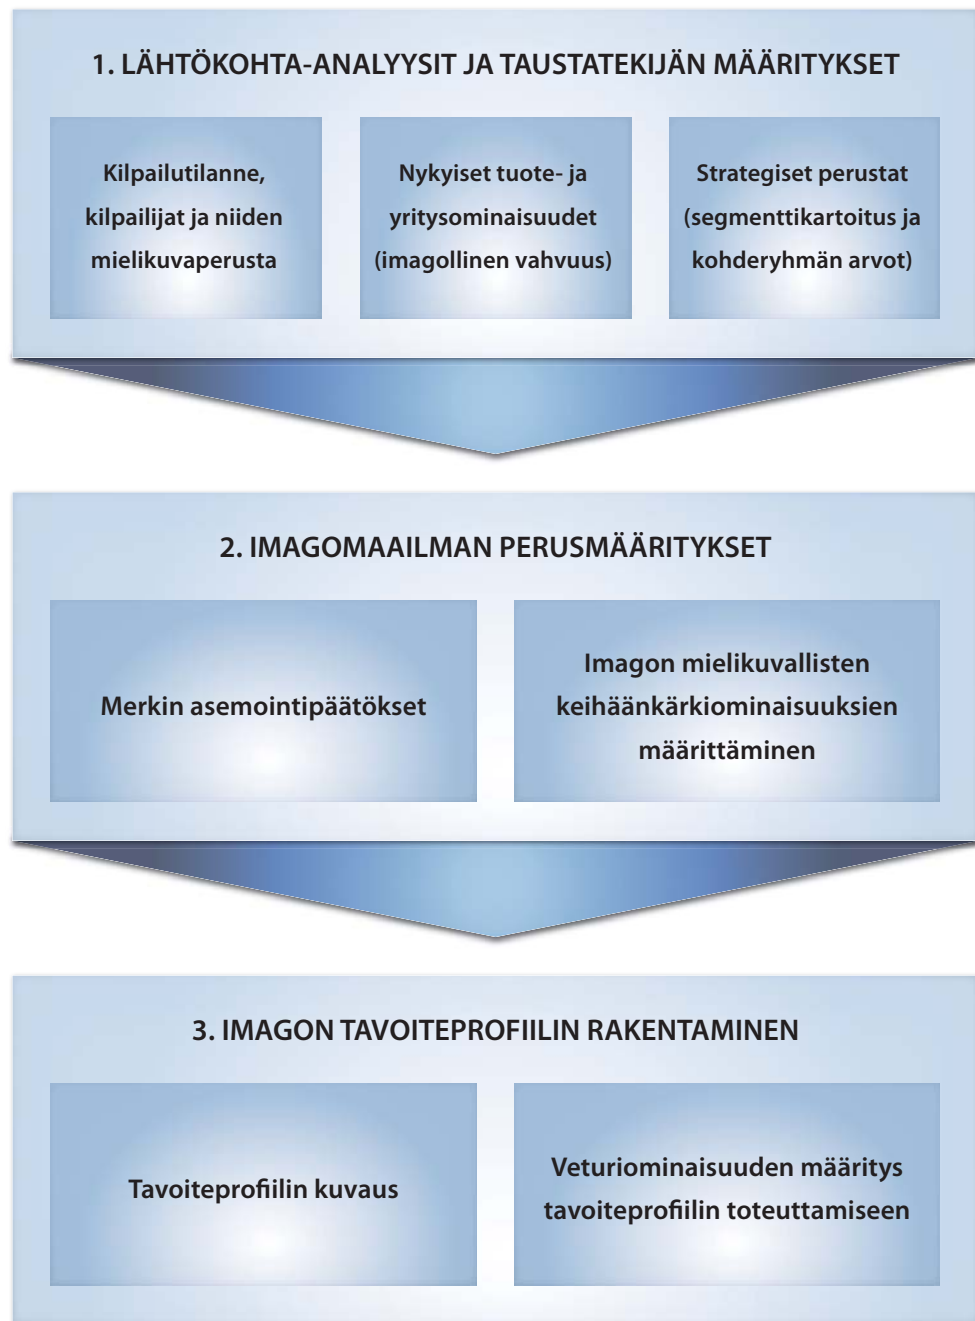 1. LÄHTÖKOHTA-ANALYYSIT JA TAUSTATEKIJÄN MÄÄRITYKSET
Kilpailutilanne,
kilpailijat ja niiden
mielikuvaperusta
Nykyiset tuote- ja
yritysominaisuudet
(imagollinen vahvuus)
Strategiset perustat
(segmenttikartoitus ja
kohderyhmän arvot)
2. IMAGOMAAILMAN PERUSMÄÄRITYKSET
Merkin asemointipäätökset
Imagon mielikuvallisten
keihäänkärkiominaisuuksien
määrittäminen
3. IMAGON TAVOITEPROFIILIN RAKENTAMINEN
Tavoiteprofiilin kuvaus
Veturiominaisuuden määritys
tavoiteprofiilin toteuttamiseen